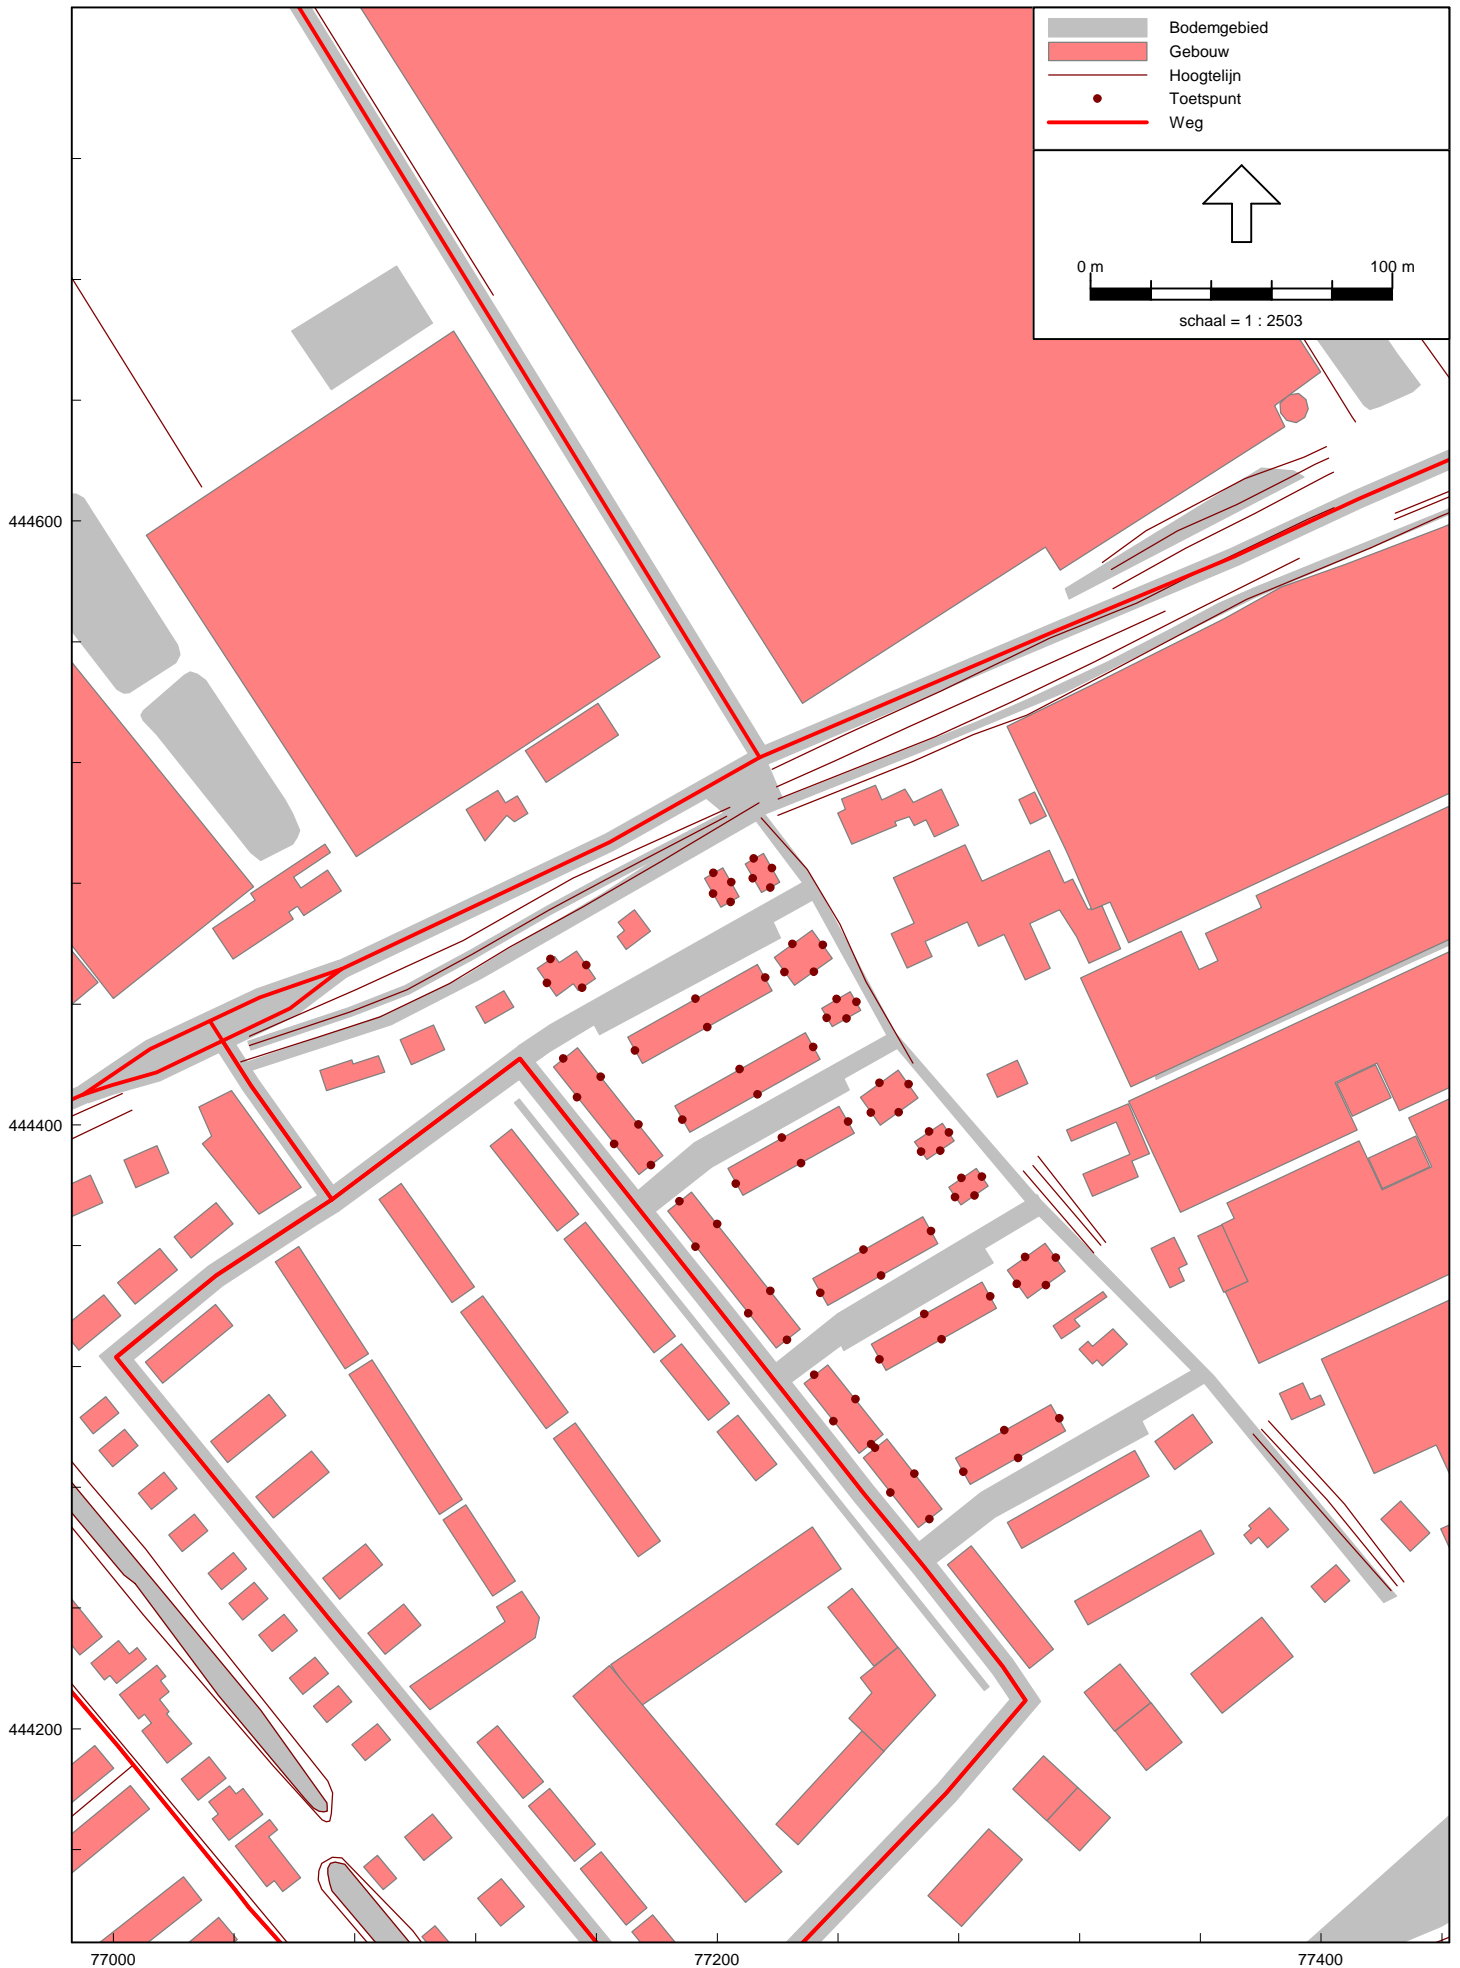 Bodemgebied
Gebouw
Hoogtelijn
Toetspunt
Weg
0 m 100 m
schaal = 1 : 2503
444600
444400
444200
77000 77200 77400